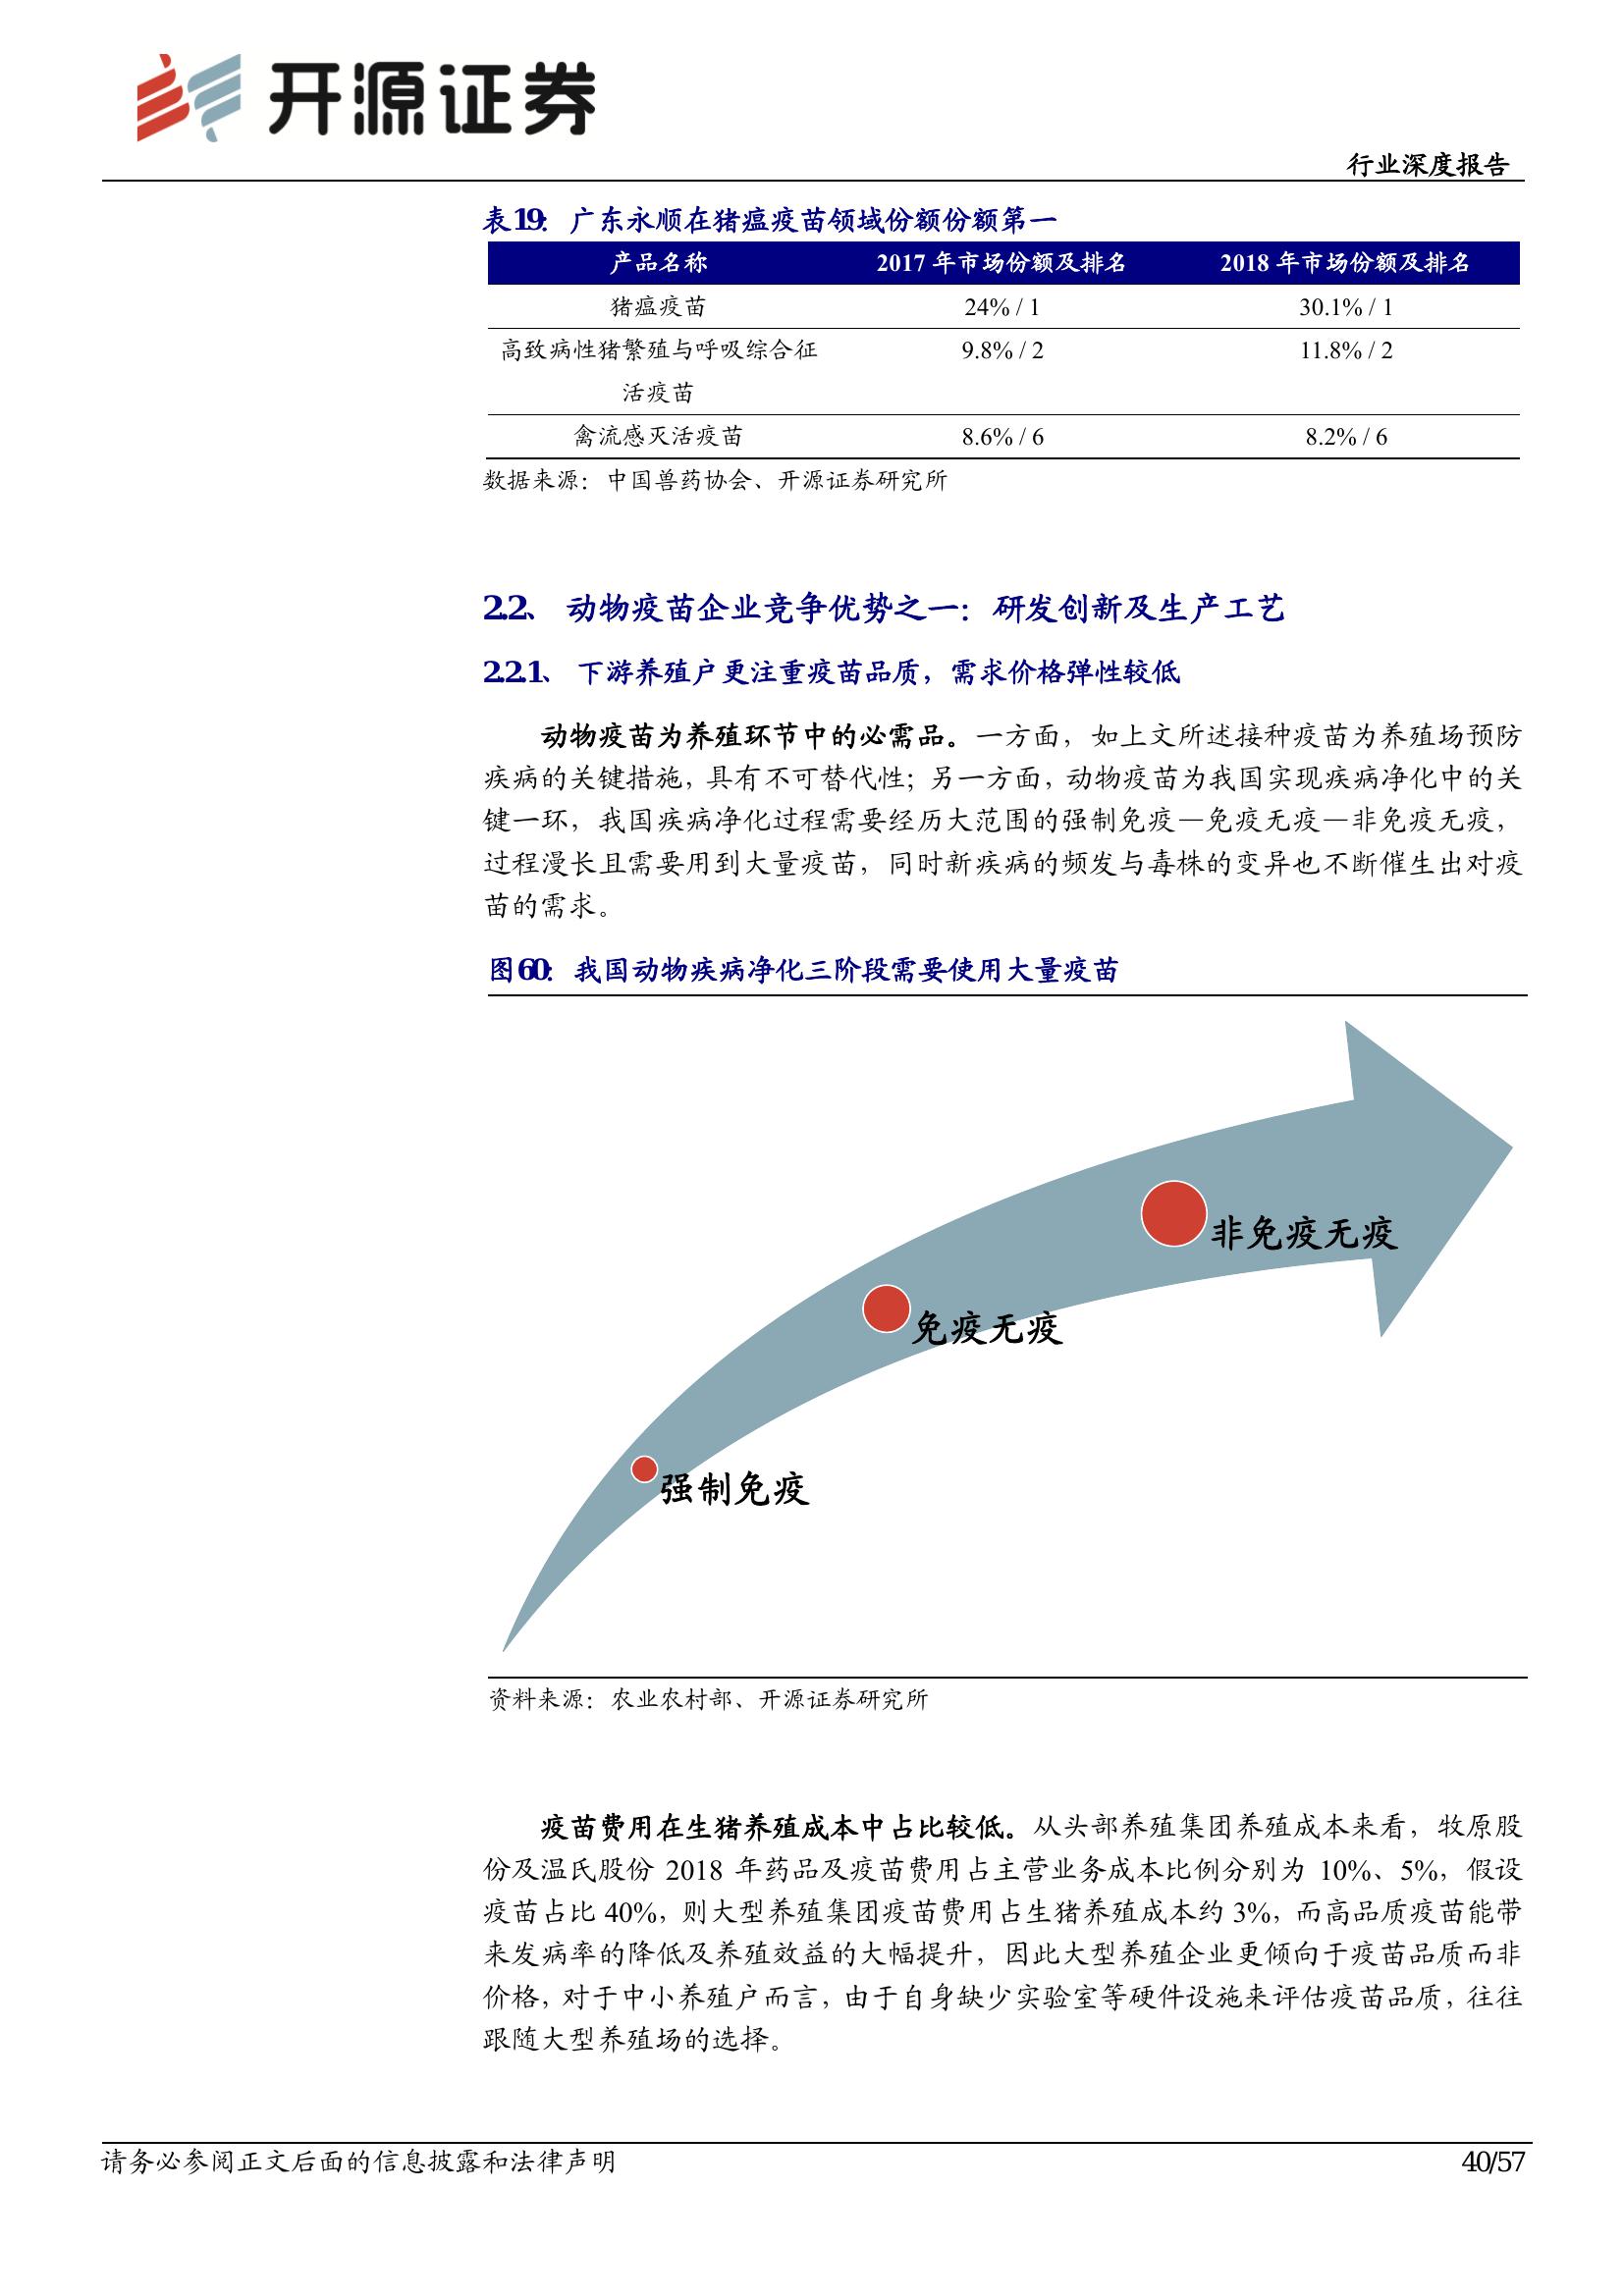 开源证券
行业深度报告
表19: 广东永顺在猪瘟疫苗领域份额份额第一
产品名称 2017 年市场份额及排名 2018 年市场份额及排名
猪瘟疫苗 24% / 1 30.1% / 1
高致病性猪繁殖与呼吸综合征 9.8% / 2 11.8% / 2
活疫苗
禽流感灭活疫苗 8.6% / 6 8.2% / 6
数据来源：中国兽药协会、开源证券研究所
2.2、 动物疫苗企业竞争优势之一：研发创新及生产工艺
2.2.1、 下游养殖户更注重疫苗品质，需求价格弹性较低
动物疫苗为养殖环节中的必需品。一方面，如上文所述接种疫苗为养殖场预防
疾病的关键措施，具有不可替代性；另一方面，动物疫苗为我国实现疾病净化中的关
键一环，我国疾病净化过程需要经历大范围的强制免疫—免疫无疫—非免疫无疫，
过程漫长且需要用到大量疫苗，同时新疾病的频发与毒株的变异也不断催生出对疫
苗的需求。
图60: 我国动物疾病净化三阶段需要使用大量疫苗
非免疫无疫
免疫无疫
强制免疫
资料来源：农业农村部、开源证券研究所
疫苗费用在生猪养殖成本中占比较低。从头部养殖集团养殖成本来看，牧原股
份及温氏股份 2018 年药品及疫苗费用占主营业务成本比例分别为 10%、5%，假设
疫苗占比 40%，则大型养殖集团疫苗费用占生猪养殖成本约 3%，而高品质疫苗能带
来发病率的降低及养殖效益的大幅提升，因此大型养殖企业更倾向于疫苗品质而非
价格，对于中小养殖户而言，由于自身缺少实验室等硬件设施来评估疫苗品质，往往
跟随大型养殖场的选择。
请务必参阅正文后面的信息披露和法律声明 40/57